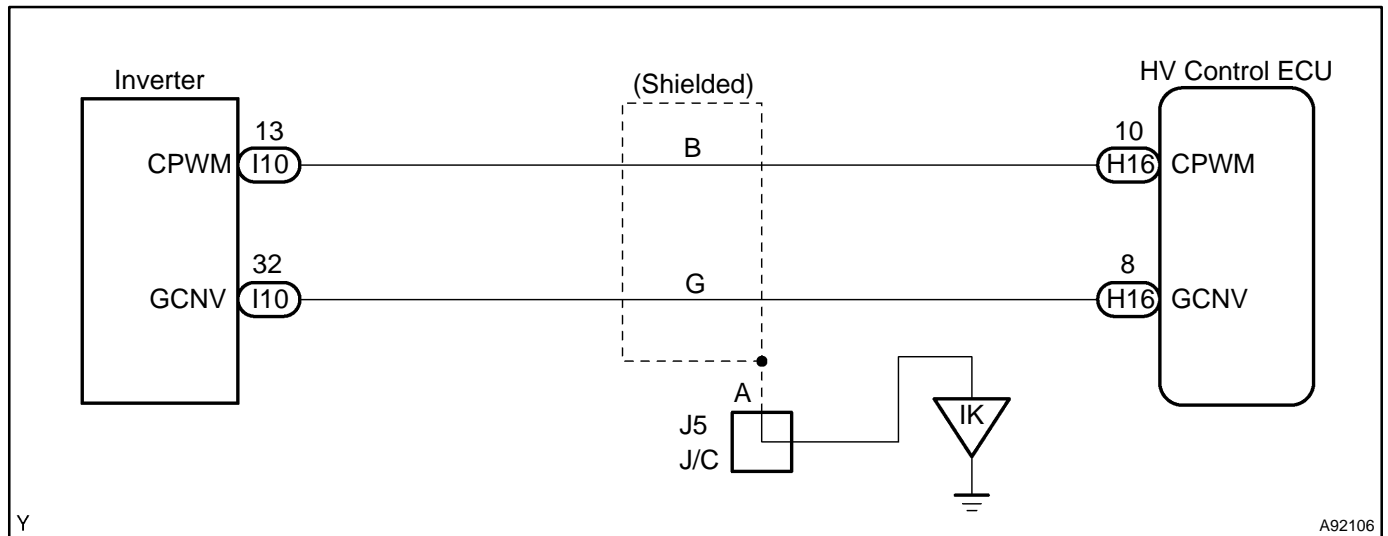 Inverter
(Shielded)
HV Control ECU
13
B
10
CPWM
I10
H16
CPWM
32
G
8
GCNV
I10
H16
GCNV
A
J5
J/C
IK
Y
A92106